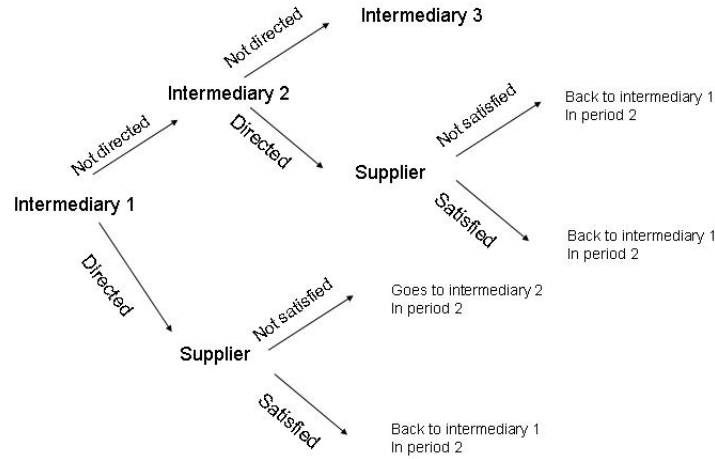 Intermediary 3
Not directed
Intermediary 2
Not satisfied
Back to intermediary 1
In period 2
Not directed
Directed
Supplier
Intermediary 1
Satisfied
Back to intermediary 1
In period 2
Directed
Not satisfied
Goes to intermediary 2
In period 2
Supplier
Satisfied
Back to intermediary 1
In period 2